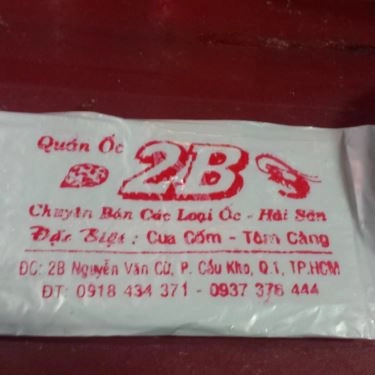 Quán Ốc 2B
Chuyên Bán Các Loại Ốc - Hải Sản
Đặc Biệt : Cua Gốm - Tôm Càng
ĐC: 2B Nguyễn Văn Cừ, P. Cầu Kho, Q.1, TP.HCM
ĐT: 0918 434 371 - 0937 378 444